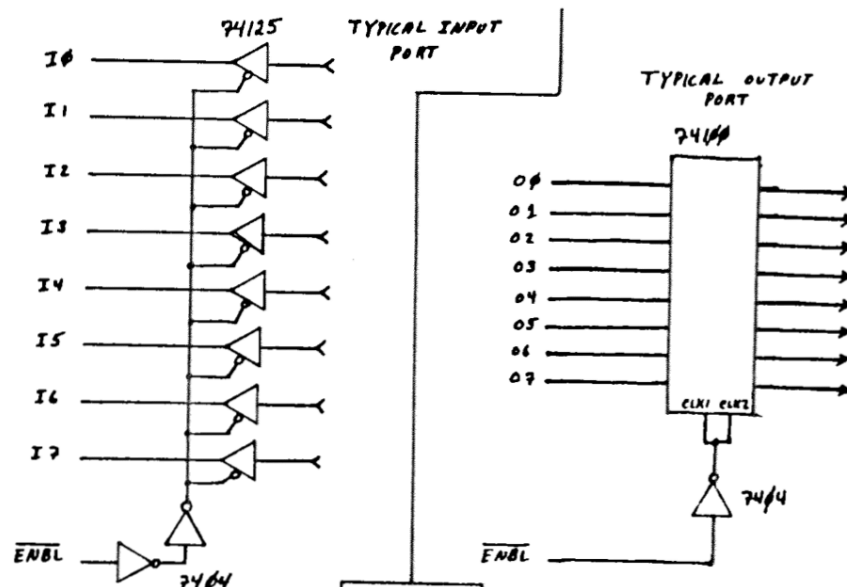 74125
TYPICAL INPUT
PORT
I0
I1
I2
I3
I4
I5
I6
I7
ENBL
7404
TYPICAL OUTPUT
PORT
74100
O0
O1
O2
O3
O4
O5
O6
O7
CLK1 CLK2
7404
ENBL